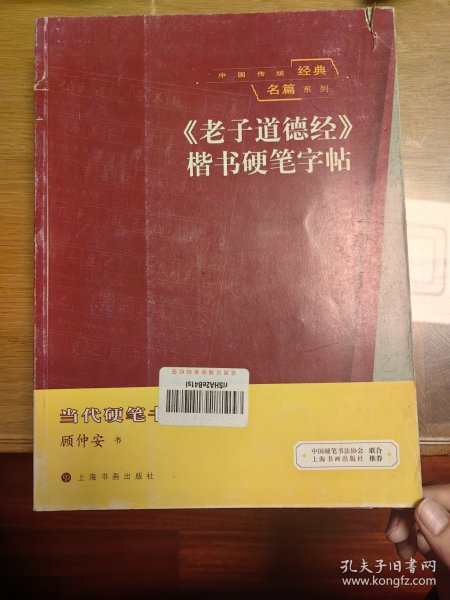 中国传统 经典
名篇 系列
《老子道德经》
楷书硬笔字帖
rISHA2eB41sl
当代硬笔书
顾仲安 书
中国硬笔书法协会 联合
上海书画出版社 推荐
上海书画出版社
孔夫子旧书网
www.kongfz.com